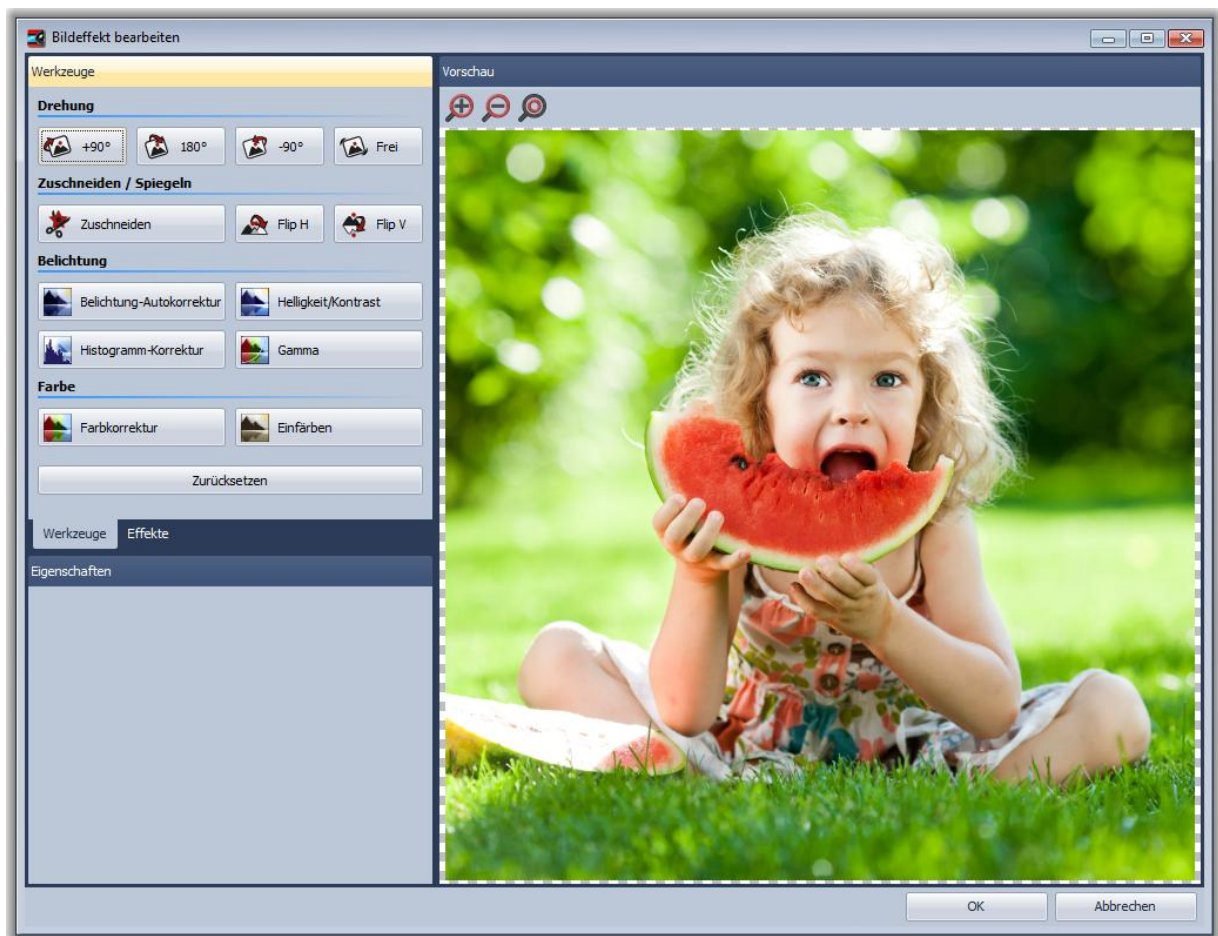 Bildeffekt bearbeiten
Werkzeuge
Drehung
+90° 180° -90° Frei
Zuschneiden / Spiegeln
Zuschneiden Flip H Flip V
Belichtung
Belichtung-Autokorrektur Helligkeit/Kontrast
Histogramm-Korrektur Gamma
Farbe
Farbkorrektur Einfärben
Zurücksetzen
Werkzeuge Effekte
Eigenschaften
Vorschau
OK Abbrechen